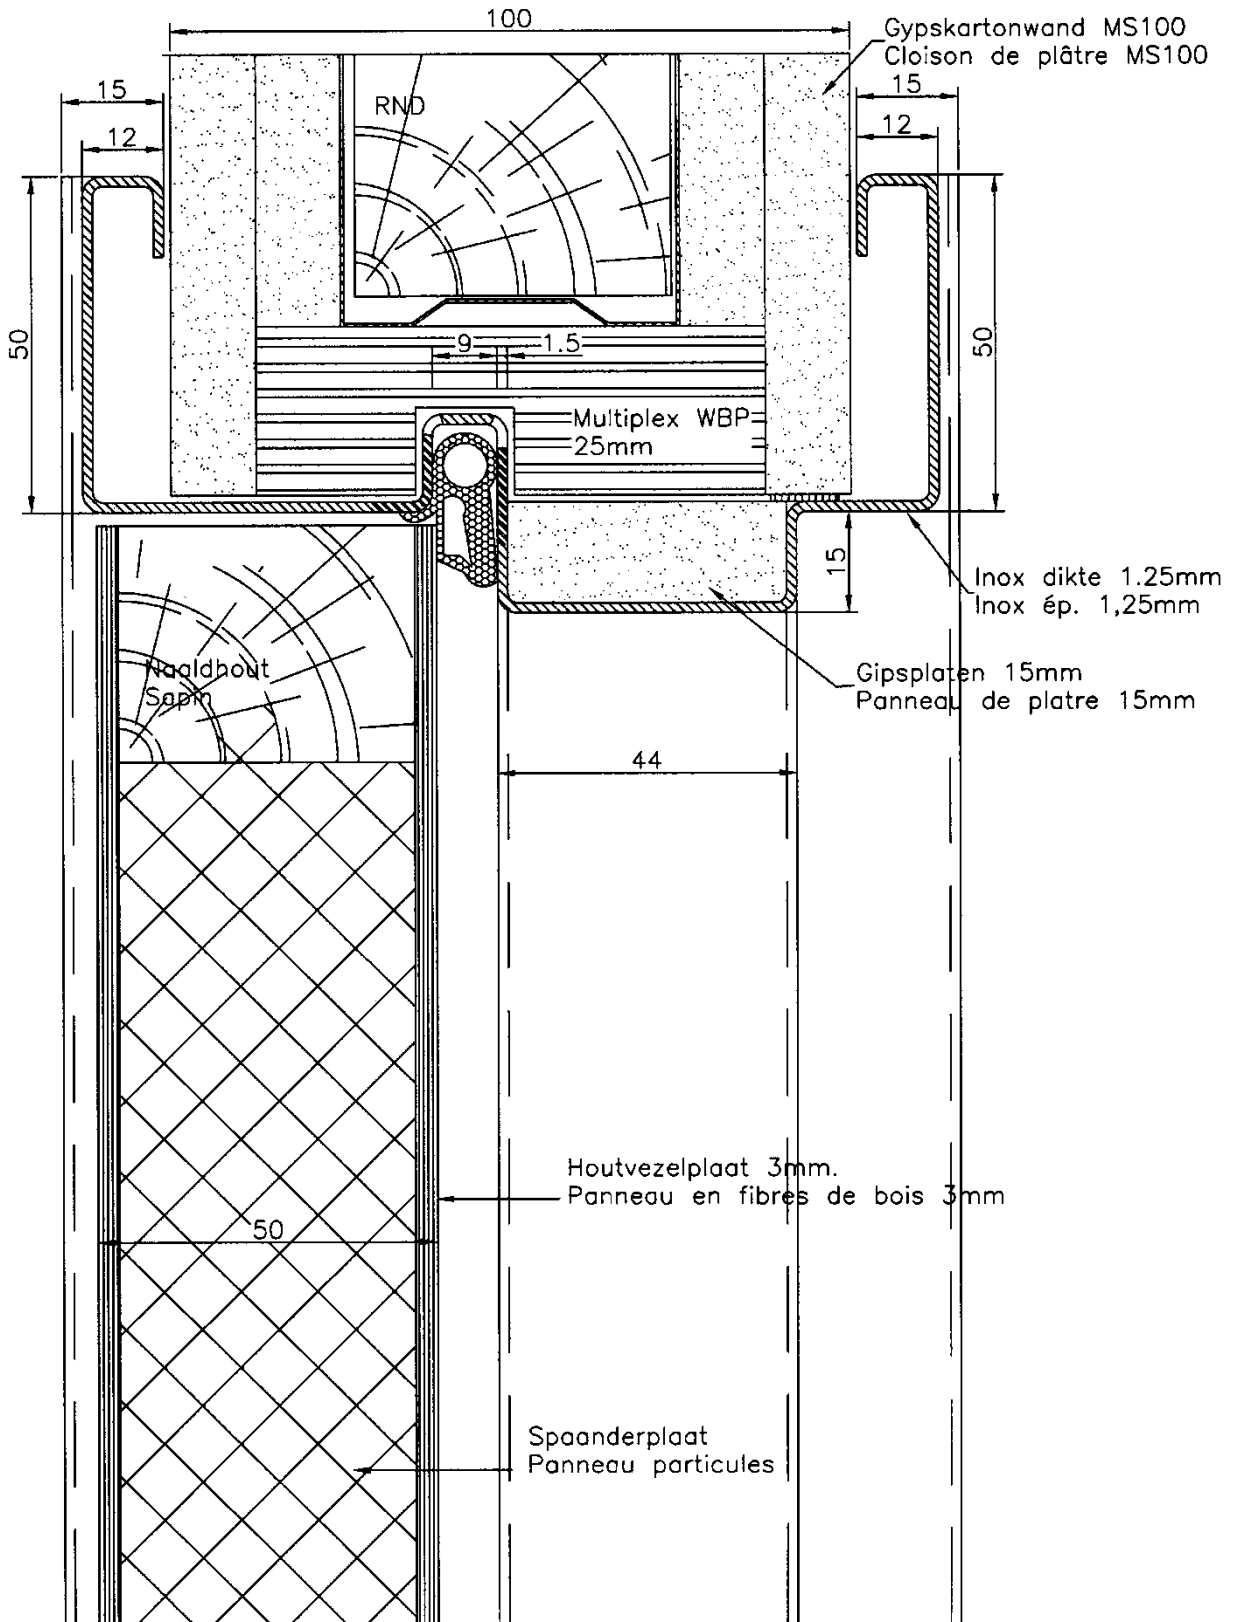 100
Gypskartonwand MS100
Cloison de plâtre MS100
15
15
12
12
RND
50
50
9
1.5
Multiplex WBP
25mm
15
Inox dikte 1.25mm
Inox ép. 1,25mm
Naaldhout
Sapin
Gipsplaten 15mm
Panneau de platre 15mm
44
Houtvezelplaat 3mm.
Panneau en fibres de bois 3mm
50
Spaanderplaat
Panneau particules